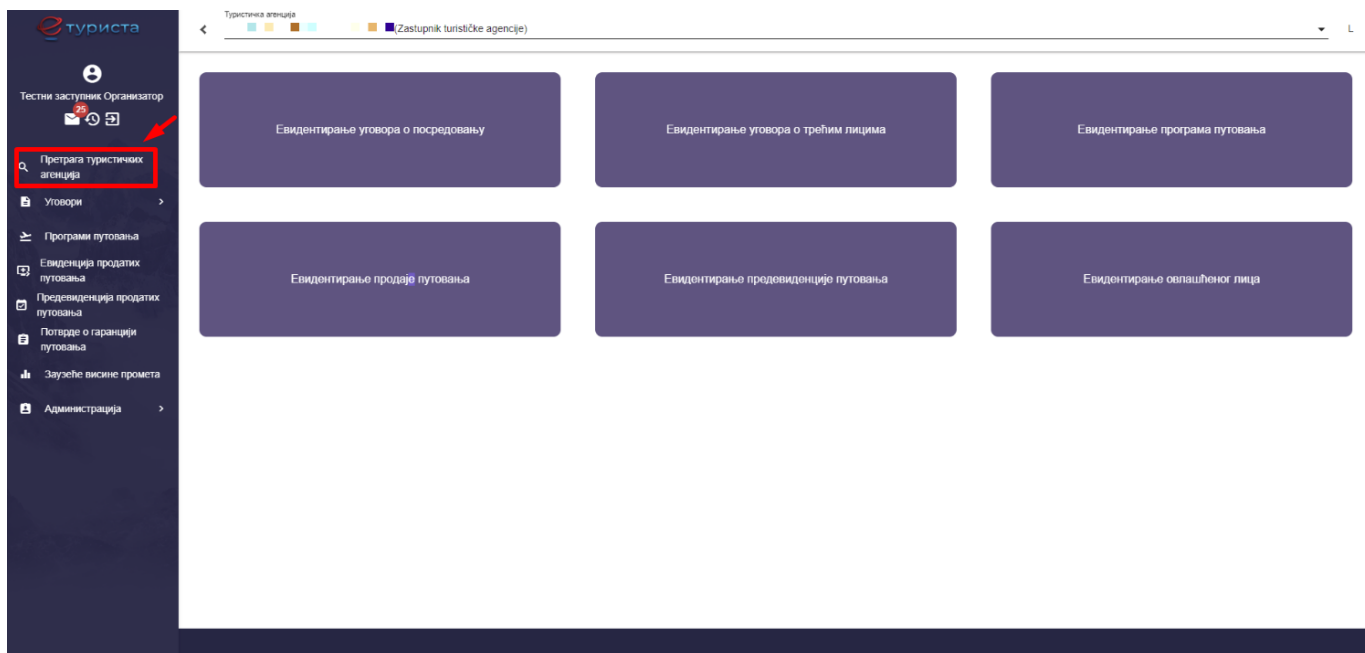 туриста
Туристичка агенција
(Zastupnik turističke agencije)
L
Тестни заступник Организатор
25
Претрага туристичких
агенција
Уговори
Програми путовања
Евиденција продатих
путовања
Предевиденција продатих
путовања
Потврде о гаранцији
путовања
Заузеће висине промета
Администрација
Евидентирање уговора о посредовању
Евидентирање уговора о трећим лицима
Евидентирање програма путовања
Евидентирање продаје путовања
Евидентирање предевиденције путовања
Евидентирање овлашћеног лица